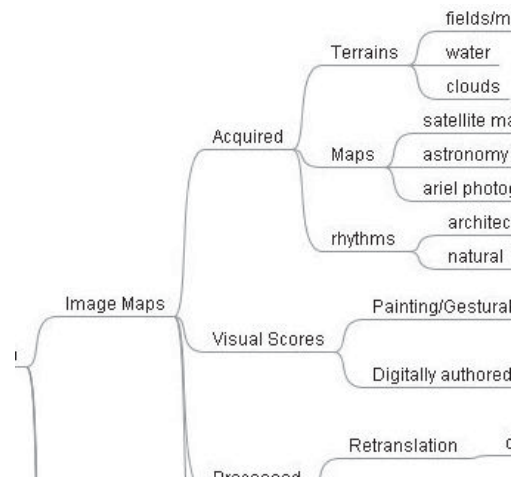 fields/m
Terrains
water
clouds
Acquired
satellite ma
Maps
astronomy
ariel photog
rhythms
architec
natural
Image Maps
Painting/Gestural
Visual Scores
Digitally authored
Retranslation
Processed